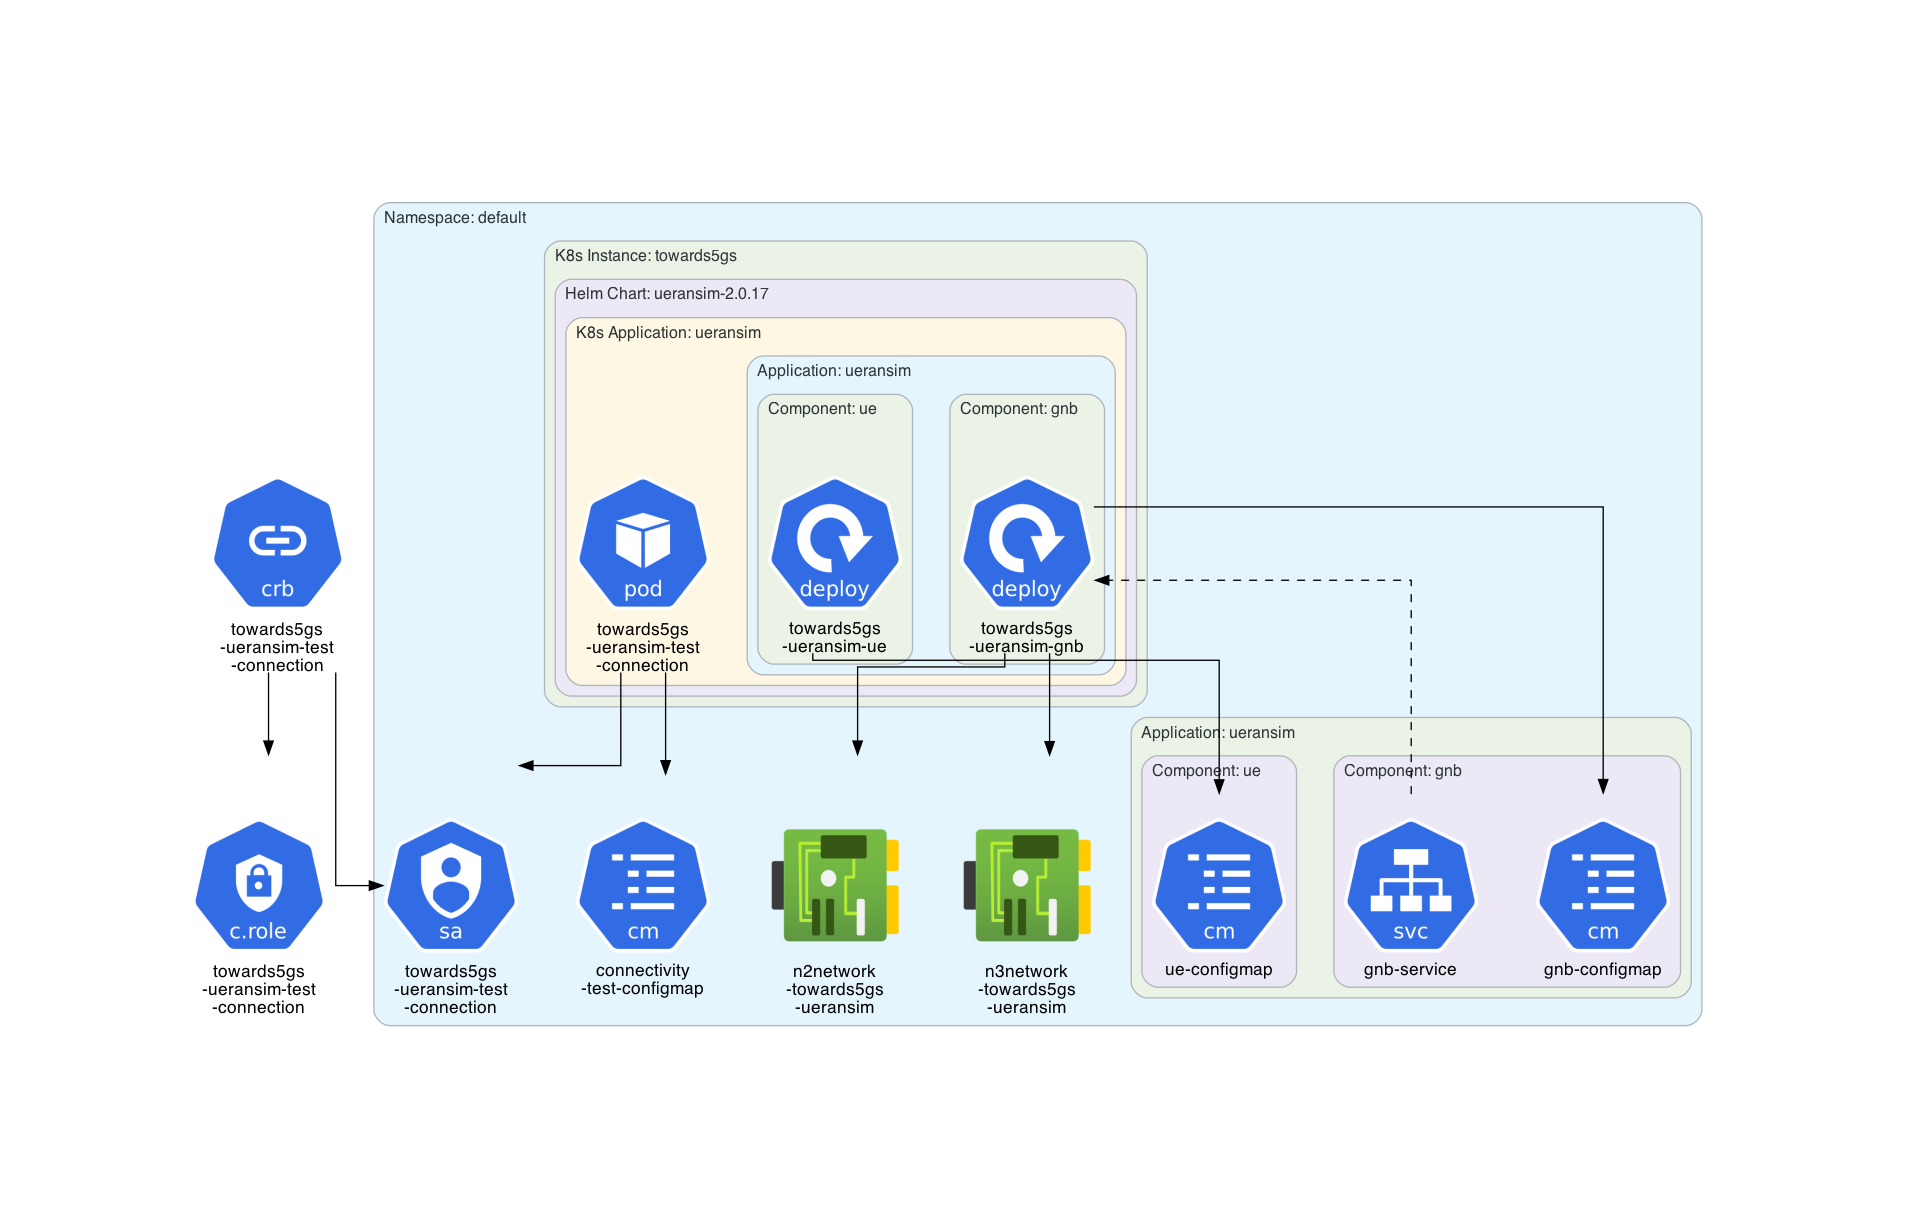 Namespace: default
K8s Instance: towards5gs
Helm Chart: ueransim-2.0.17
K8s Application: ueransim
Application: ueransim
Component: ue
Component: gnb
crb
towards5gs
-ueransim-test
-connection
pod
towards5gs
-ueransim-test
-connection
deploy
towards5gs
-ueransim-ue
deploy
towards5gs
-ueransim-gnb
Application: ueransim
Component: ue
Component: gnb
c.role
towards5gs
-ueransim-test
-connection
sa
towards5gs
-ueransim-test
-connection
cm
connectivity
-test-configmap
n2network
-towards5gs
-ueransim
n3network
-towards5gs
-ueransim
cm
ue-configmap
svc
gnb-service
cm
gnb-configmap